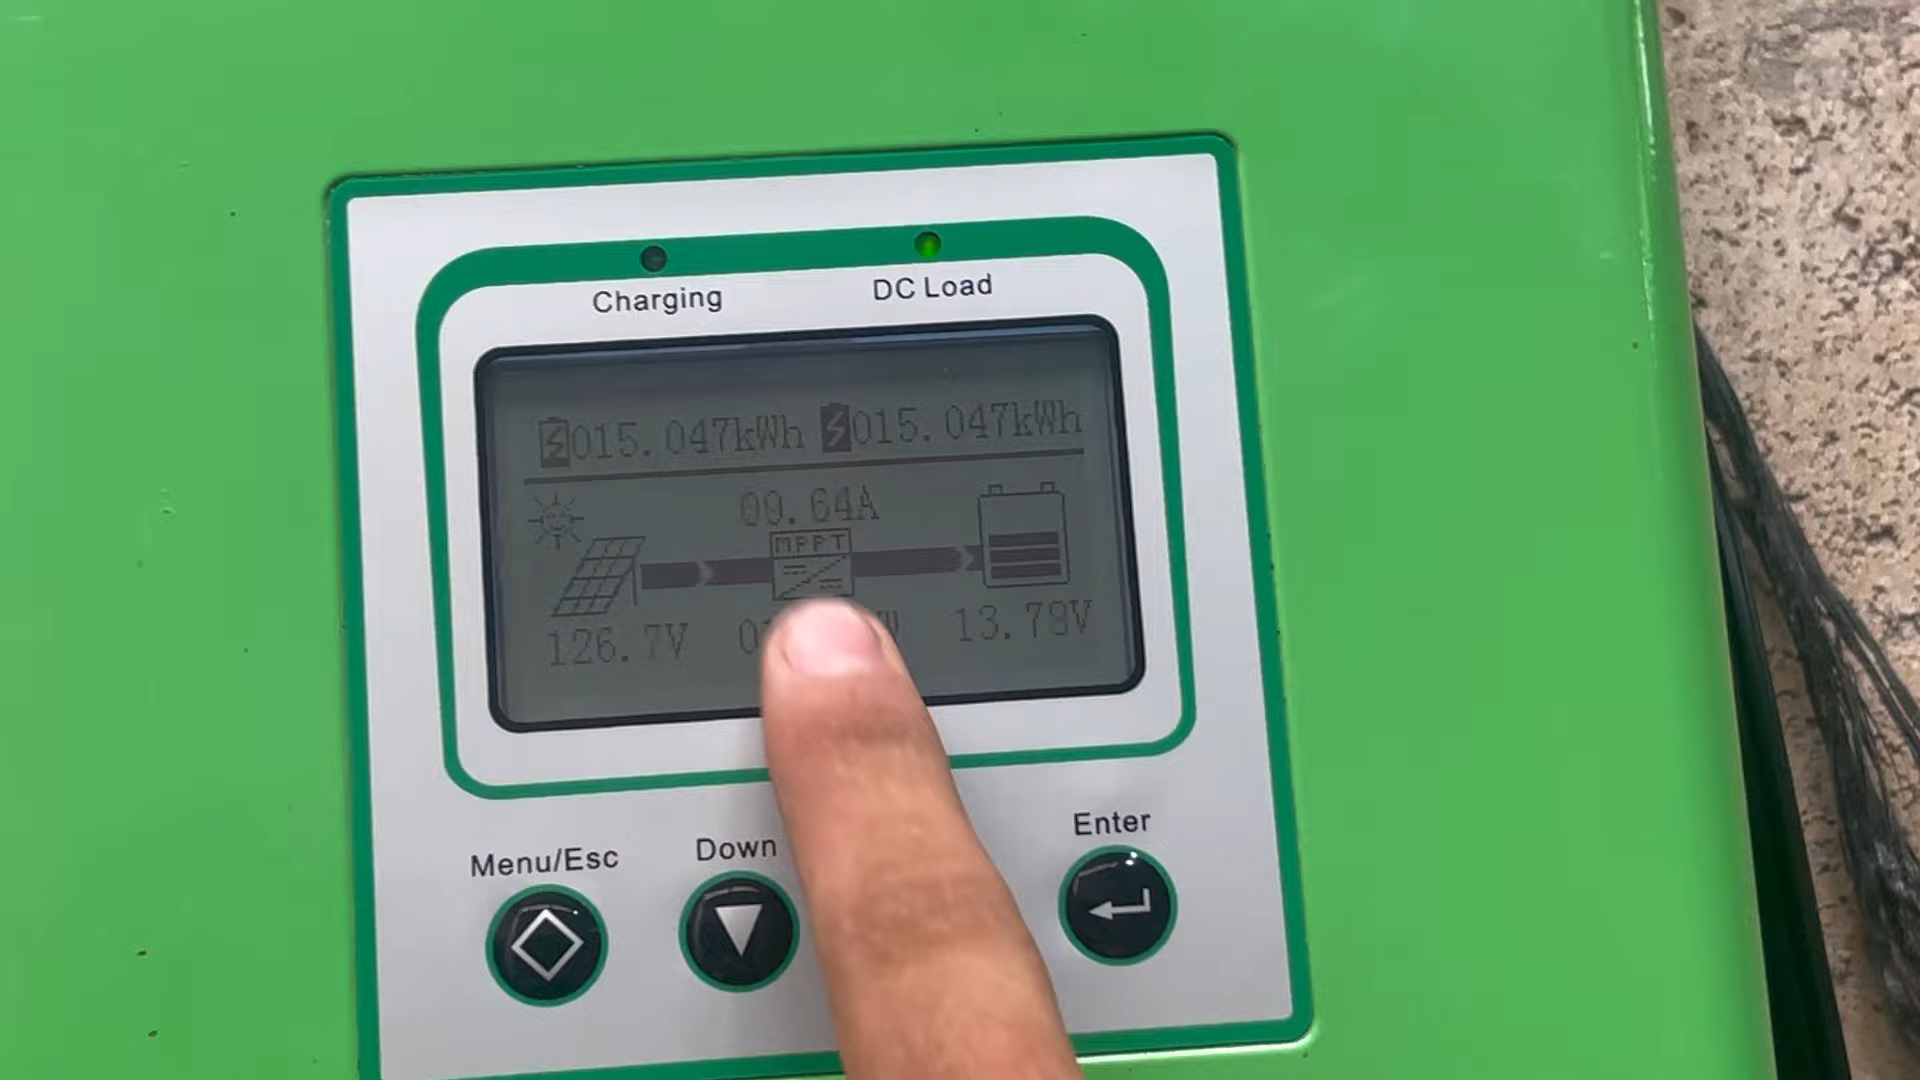 Charging
DC Load
015.047kWh 015.047kWh
09.64A
MPPT
126.7V
13.78V
Menu/Esc
Down
Enter